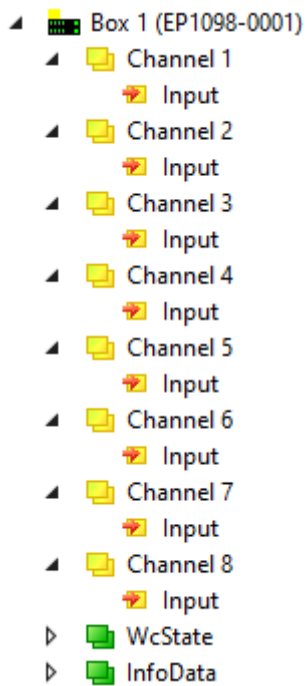 Box 1 (EP1098-0001)
Channel 1
Input
Channel 2
Input
Channel 3
Input
Channel 4
Input
Channel 5
Input
Channel 6
Input
Channel 7
Input
Channel 8
Input
WcState
InfoData